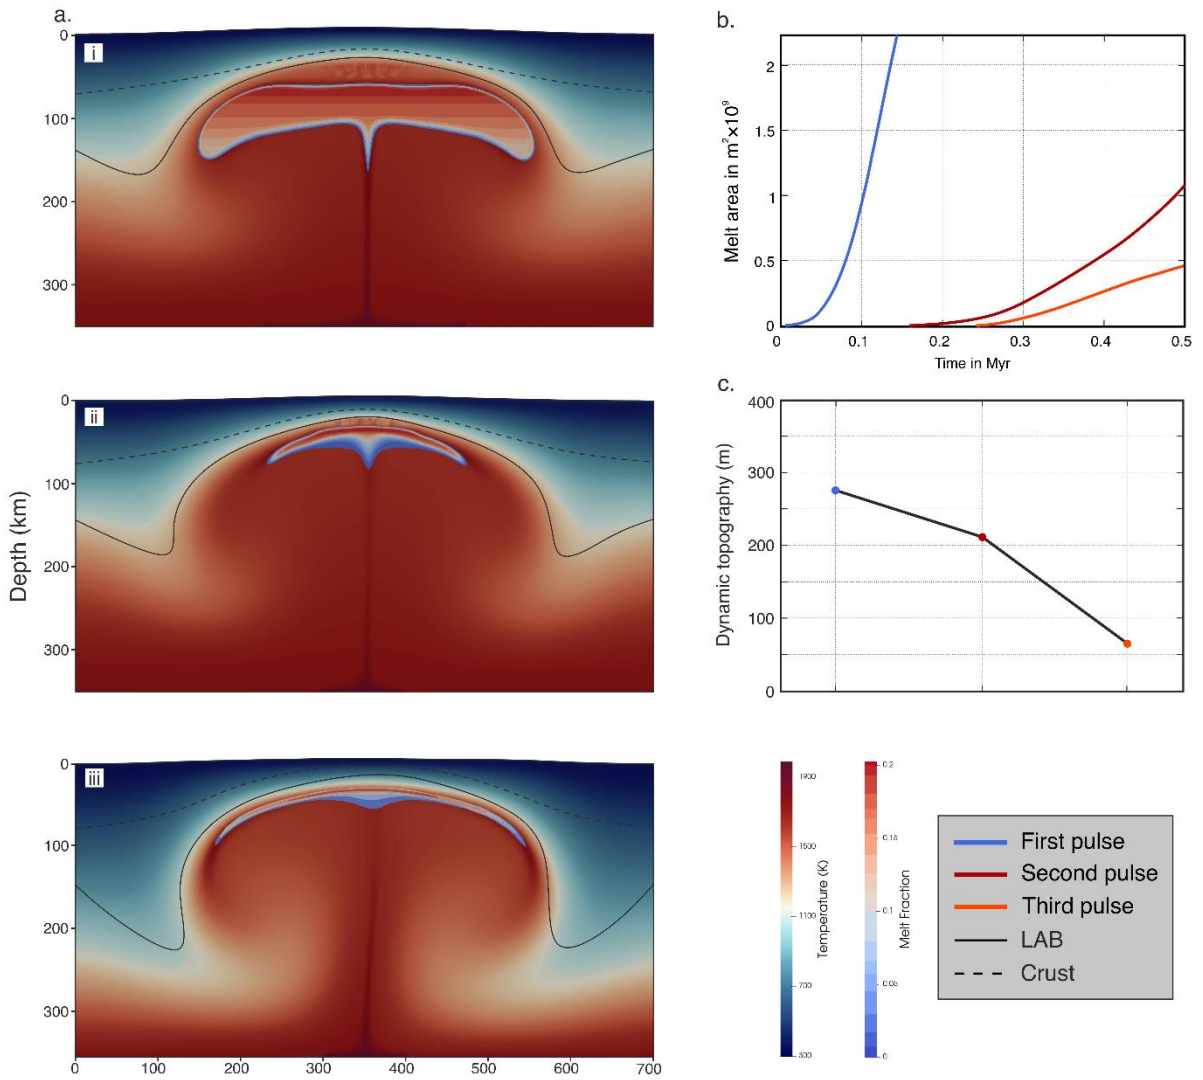 a.
i
0
100
200
300
ii
0
100
200
300
Depth (km)
iii
0
100
200
300
0
100
200
300
400
500
600
700
b.
2
1.5
1
0.5
0
Melt area in m²×10⁹
0
0.1
0.2
0.3
0.4
0.5
Time in Myr
c.
400
300
200
100
0
Dynamic topography (m)
1900
1500
1100
700
300
Temperature (K)
0.2
0.15
0.1
0.05
0
Melt Fraction
First pulse
Second pulse
Third pulse
LAB
Crust